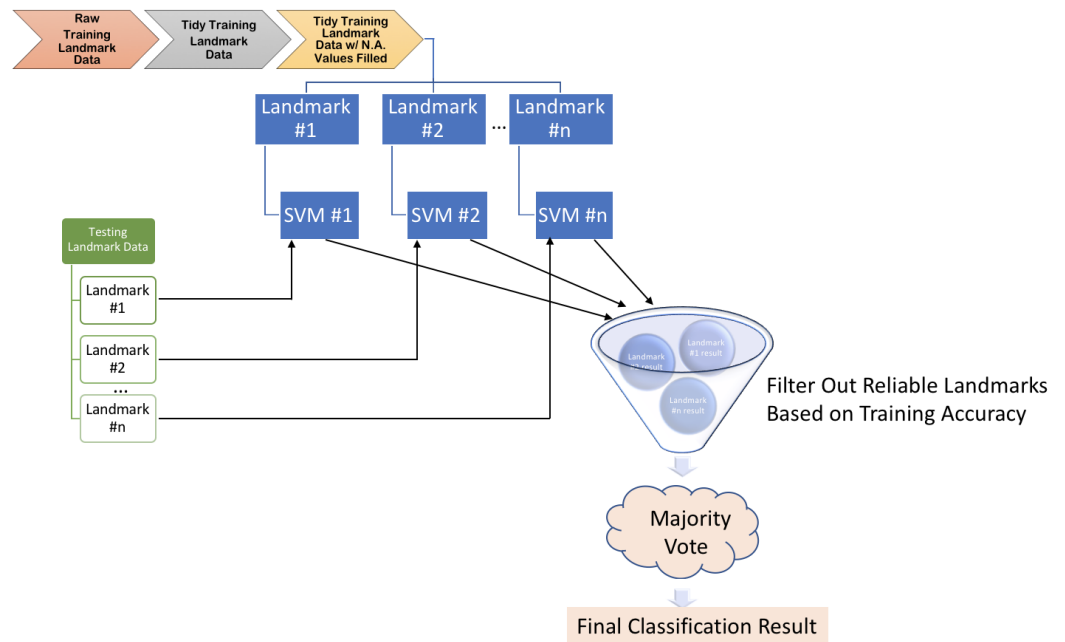 Raw
Training
Landmark
Data
Tidy Training
Landmark
Data
Tidy Training
Landmark
Data w/ N.A.
Values Filled
Landmark
#1
Landmark
#2
...
Landmark
#n
SVM #1
SVM #2
SVM #n
Testing
Landmark Data
Landmark
#1
Landmark
#2
...
Landmark
#n
Landmark
#1 result
Landmark
result
Landmark
#n result
Filter Out Reliable Landmarks
Based on Training Accuracy
Majority
Vote
Final Classification Result